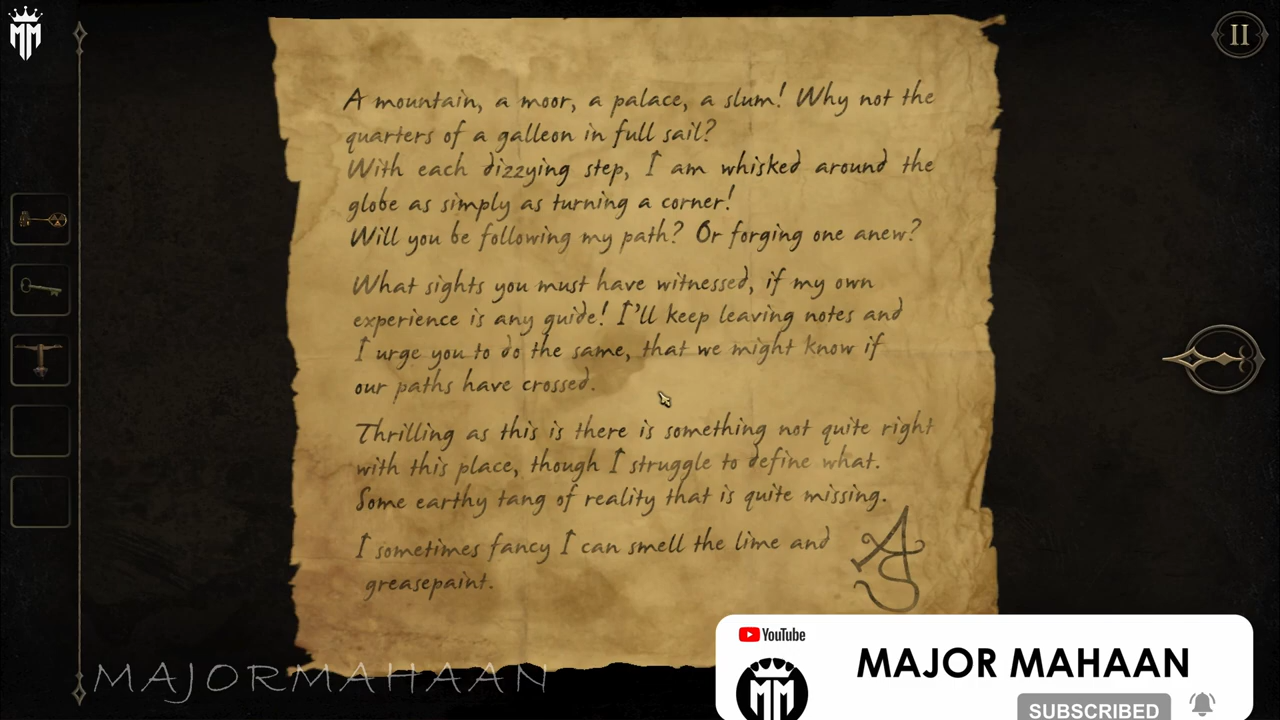 MM
II
A mountain, a moor, a palace, a slum! Why not the
quarters of a galleon in full sail?
With each dizzying step, I am whisked around the
globe as simply as turning a corner!
Will you be following my path? Or forging one anew?
What sights you must have witnessed, if my own
experience is any guide! I'll keep leaving notes and
I urge you to do the same, that we might know if
our paths have crossed.
Thrilling as this is there is something not quite right
with this place, though I struggle to define what.
Some earthy tang of reality that is quite missing.
I sometimes fancy I can smell the lime and
greasepaint.
AS
MAJORMAHAAN
YouTube
MM
MAJOR MAHAAN
SUBSCRIBED